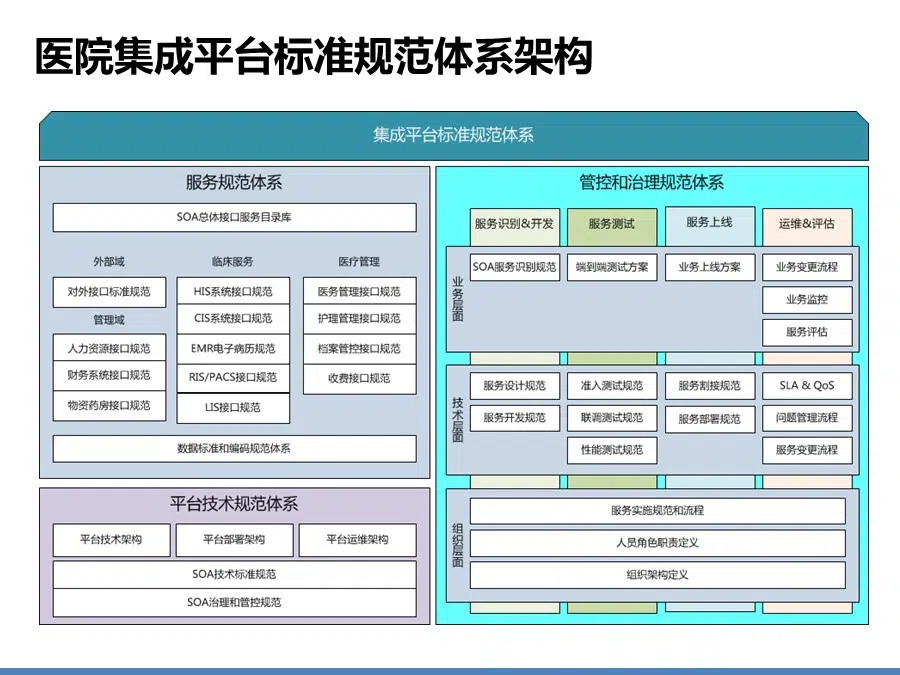 医院集成平台标准规范体系架构
集成平台标准规范体系
服务规范体系
SOA总体接口服务目录库
外部域
对外接口标准规范
管理域
人力资源接口规范
财务系统接口规范
物资药房接口规范
临床服务
HIS系统接口规范
CIS系统接口规范
EMR电子病历规范
RIS/PACS接口规范
LIS接口规范
医疗管理
医务管理接口规范
护理管理接口规范
档案管控接口规范
收费接口规范
数据标准和编码规范体系
平台技术规范体系
平台技术架构
平台部署架构
平台运维架构
SOA技术标准规范
SOA治理和管控规范
管控和治理规范体系
服务识别&开发
服务测试
服务上线
运维&评估
业务层面
SOA服务识别规范
端到端测试方案
业务上线方案
业务变更流程
业务监控
服务评估
技术层面
服务设计规范
准入测试规范
服务割接规范
SLA & QoS
服务开发规范
联调测试规范
服务部署规范
问题管理流程
性能测试规范
服务变更流程
组织层面
服务实施规范和流程
人员角色职责定义
组织架构定义